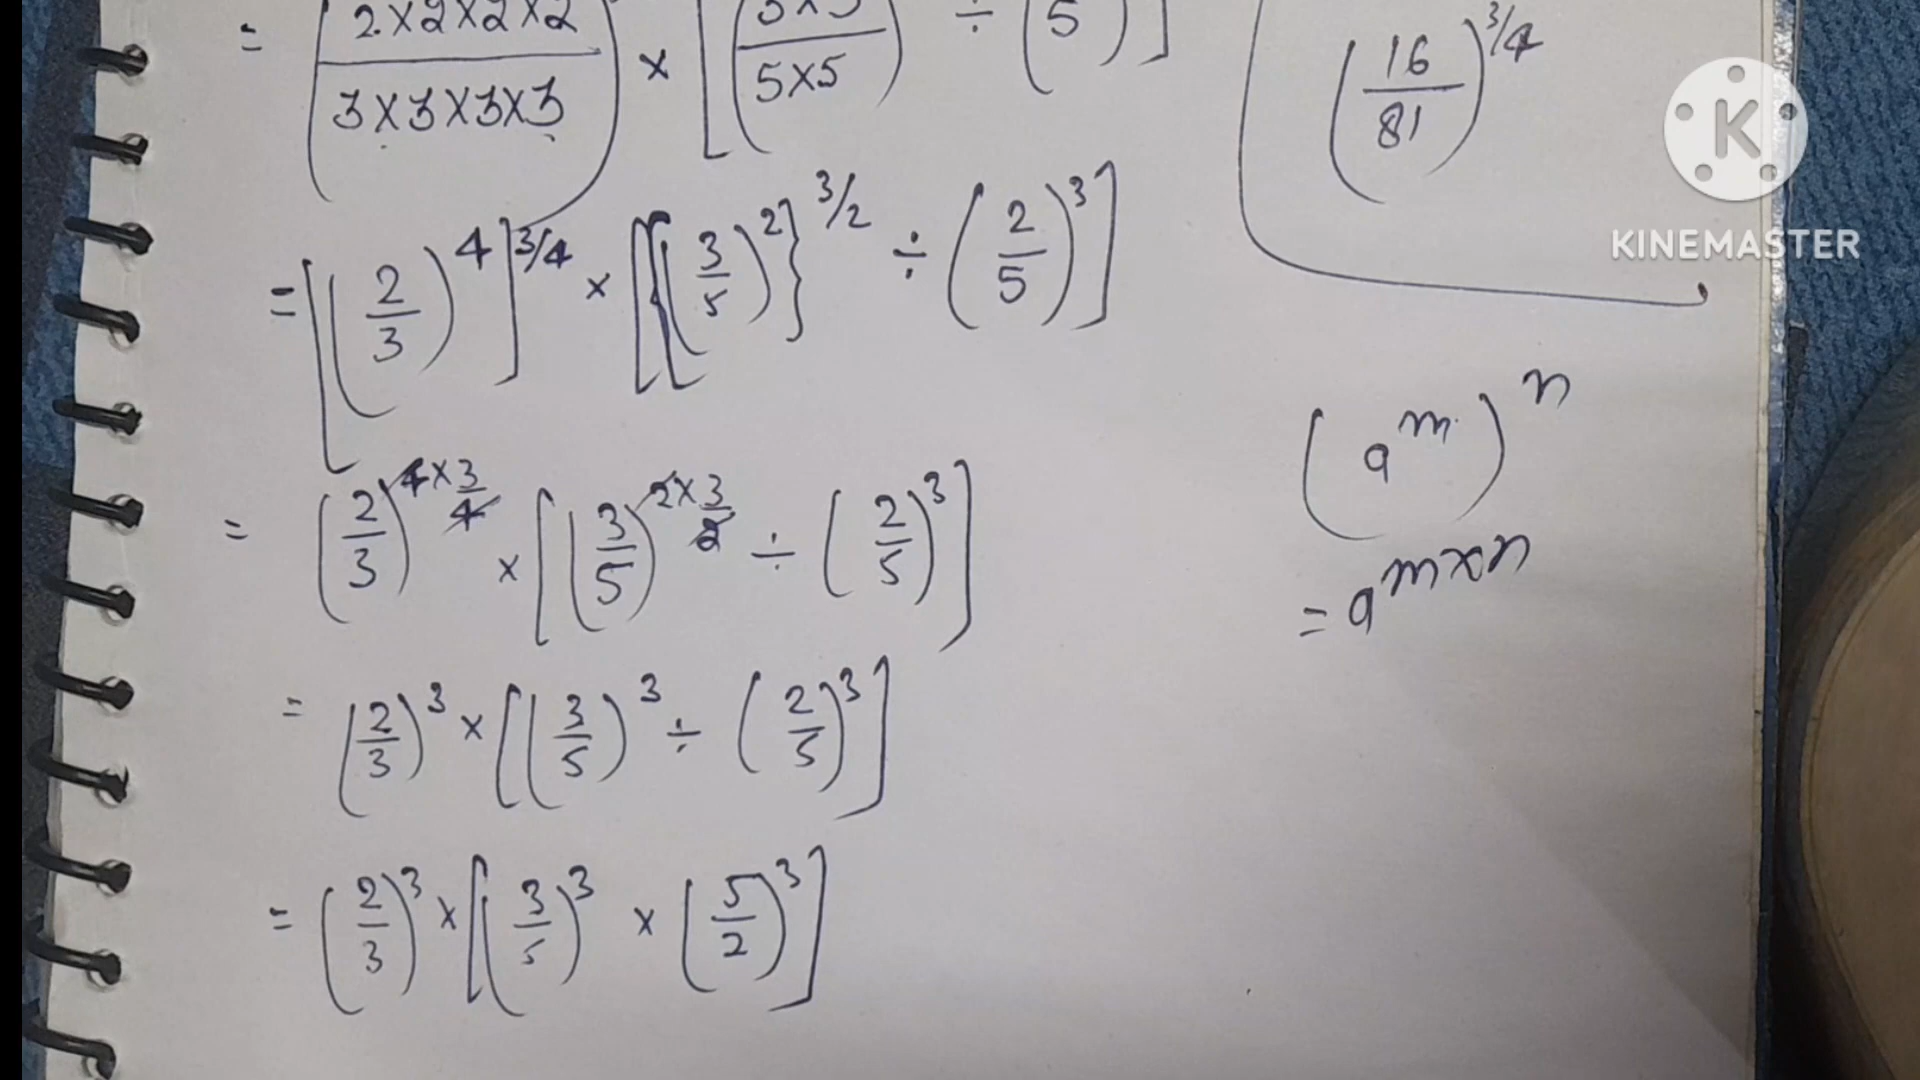 = (2×2×2×2 / 3×3×3×3) × [( / 5×5) ÷ ( / 5)]
= [(2/3)^4]^3/4 × [{(3/5)^2}^3/2 ÷ (2/5)^3]
= (2/3)^4×3/4 × [(3/5)^2×3/2 ÷ (2/5)^3]
= (2/3)^3 × [(3/5)^3 ÷ (2/5)^3]
= (2/3)^3 × [(3/5)^3 × (5/2)^3]
(16/81)^3/4
K
KINEMASTER
(a^m)^n
= a^m×n